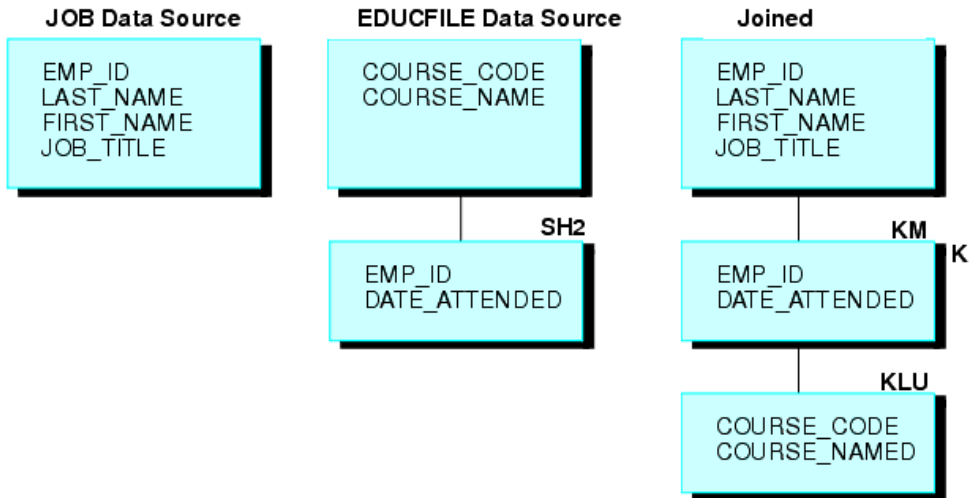 JOB Data Source
EMP_ID
LAST_NAME
FIRST_NAME
JOB_TITLE
EDUCFILE Data Source
COURSE_CODE
COURSE_NAME
SH2
EMP_ID
DATE_ATTENDED
Joined
EMP_ID
LAST_NAME
FIRST_NAME
JOB_TITLE
KM
K
EMP_ID
DATE_ATTENDED
KLU
COURSE_CODE
COURSE_NAMED